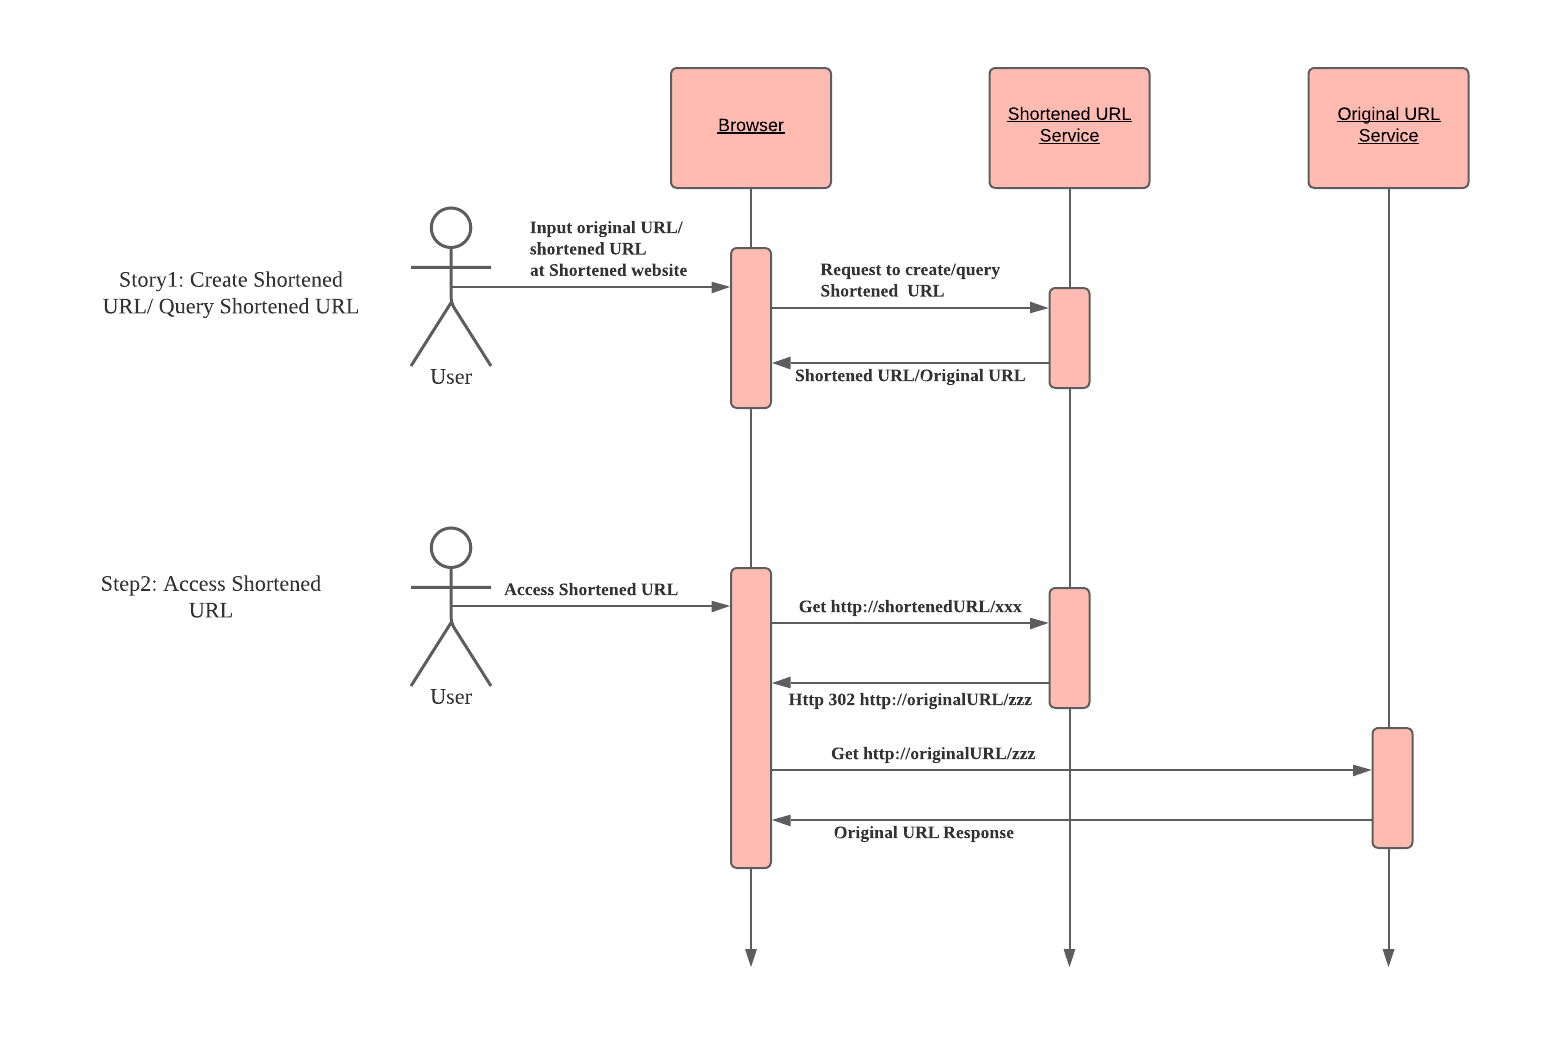 Browser
Shortened URL
Service
Original URL
Service
Story1: Create Shortened
URL/ Query Shortened URL
User
Input original URL/
shortened URL
at Shortened website
Request to create/query
Shortened  URL
Shortened URL/Original URL
Step2: Access Shortened
URL
User
Access Shortened URL
Get http://shortenedURL/xxx
Http 302 http://originalURL/zzz
Get http://originalURL/zzz
Original URL Response